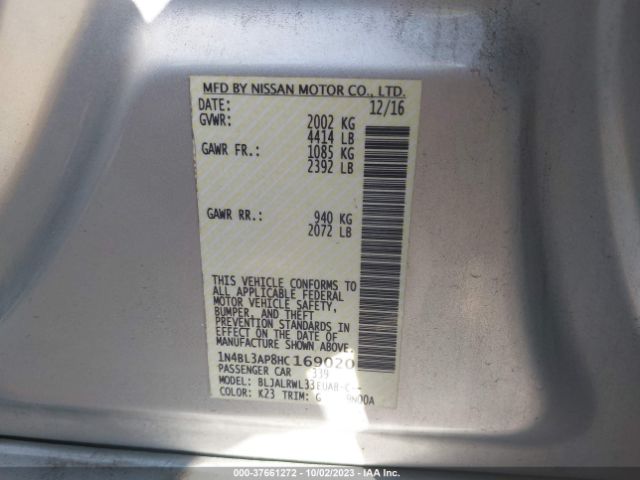 MFD BY NISSAN MOTOR CO., LTD.
DATE: 12/16
GVWR: 2002 KG
4414 LB
GAWR FR.: 1085 KG
2392 LB
GAWR RR.: 940 KG
2072 LB
THIS VEHICLE CONFORMS TO
ALL APPLICABLE FEDERAL
MOTOR VEHICLE SAFETY,
BUMPER, AND THEFT
PREVENTION STANDARDS IN
EFFECT ON THE DATE OF
MANUFACTURE SHOWN ABOVE.
1N4BL3AP8HC169020
PASSENGER CAR 339
MODEL:
COLOR: K23 TRIM:
000-37661272 - 10/02/2023 - IAA Inc.